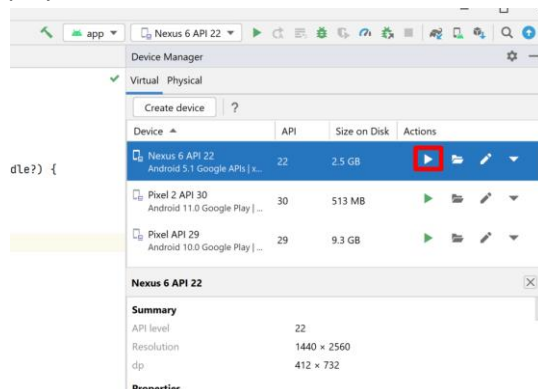 app
Nexus 6 API 22
Device Manager
Virtual Physical
Create device ?
Device API Size on Disk Actions
Nexus 6 API 22
Android 5.1 Google APIs | x...
22 2.5 GB
dle?) {
Pixel 2 API 30
Android 11.0 Google Play | ...
30 513 MB
Pixel API 29
Android 10.0 Google Play | ...
29 9.3 GB
Nexus 6 API 22
Summary
API level 22
Resolution 1440 × 2560
dp 412 × 732
Properties